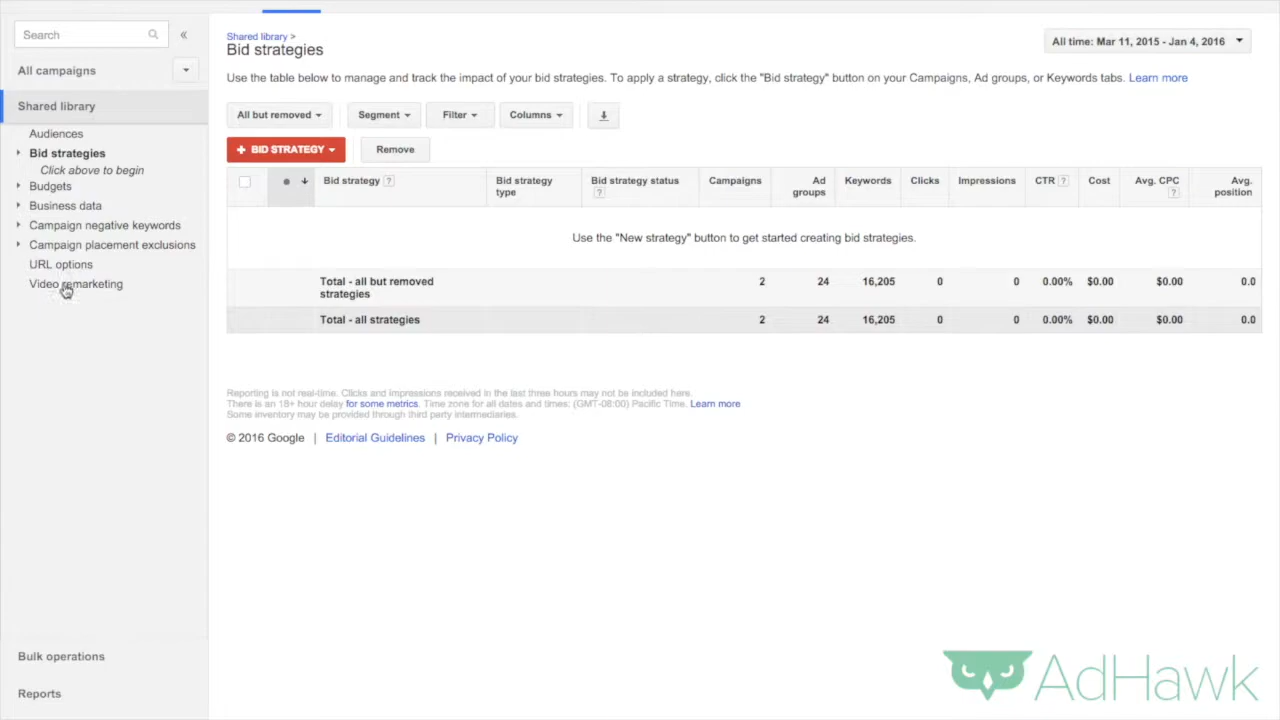 Search
«
All campaigns
Shared library
Audiences
Bid strategies
Click above to begin
Budgets
Business data
Campaign negative keywords
Campaign placement exclusions
URL options
Video remarketing
Bulk operations
Reports
Shared library >
Bid strategies
All time: Mar 11, 2015 - Jan 4, 2016
Use the table below to manage and track the impact of your bid strategies. To apply a strategy, click the "Bid strategy" button on your Campaigns, Ad groups, or Keywords tabs. Learn more
All but removed Segment Filter Columns
+ BID STRATEGY Remove
Bid strategy ? Bid strategy type Bid strategy status ? Campaigns Ad groups Keywords Clicks Impressions CTR ? Cost Avg. CPC ? Avg. position
Use the "New strategy" button to get started creating bid strategies.
Total - all but removed strategies 2 24 16,205 0 0 0.00% $0.00 $0.00 0.0
Total - all strategies 2 24 16,205 0 0 0.00% $0.00 $0.00 0.0
Reporting is not real-time. Clicks and impressions received in the last three hours may not be included here.
There is an 18+ hour delay for some metrics. Time zone for all dates and times: (GMT-08:00) Pacific Time. Learn more
Some inventory may be provided through third party intermediaries.
© 2016 Google | Editorial Guidelines | Privacy Policy
AdHawk